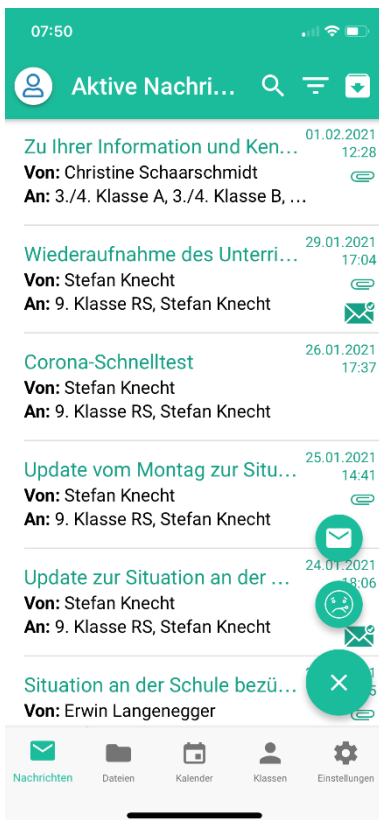 07:50
Aktive Nachri...
Zu Ihrer Information und Ken...
01.02.2021
12:28
Von: Christine Schaarschmidt
An: 3./4. Klasse A, 3./4. Klasse B, ...
Wiederaufnahme des Unterri...
29.01.2021
17:04
Von: Stefan Knecht
An: 9. Klasse RS, Stefan Knecht
Corona-Schnelltest
26.01.2021
17:37
Von: Stefan Knecht
An: 9. Klasse RS, Stefan Knecht
Update vom Montag zur Situ...
25.01.2021
14:41
Von: Stefan Knecht
An: 9. Klasse RS, Stefan Knecht
Update zur Situation an der ...
24.01.2021
18:06
Von: Stefan Knecht
An: 9. Klasse RS, Stefan Knecht
Situation an der Schule bezü...
Von: Erwin Langenegger
Nachrichten Dateien Kalender Klassen Einstellungen